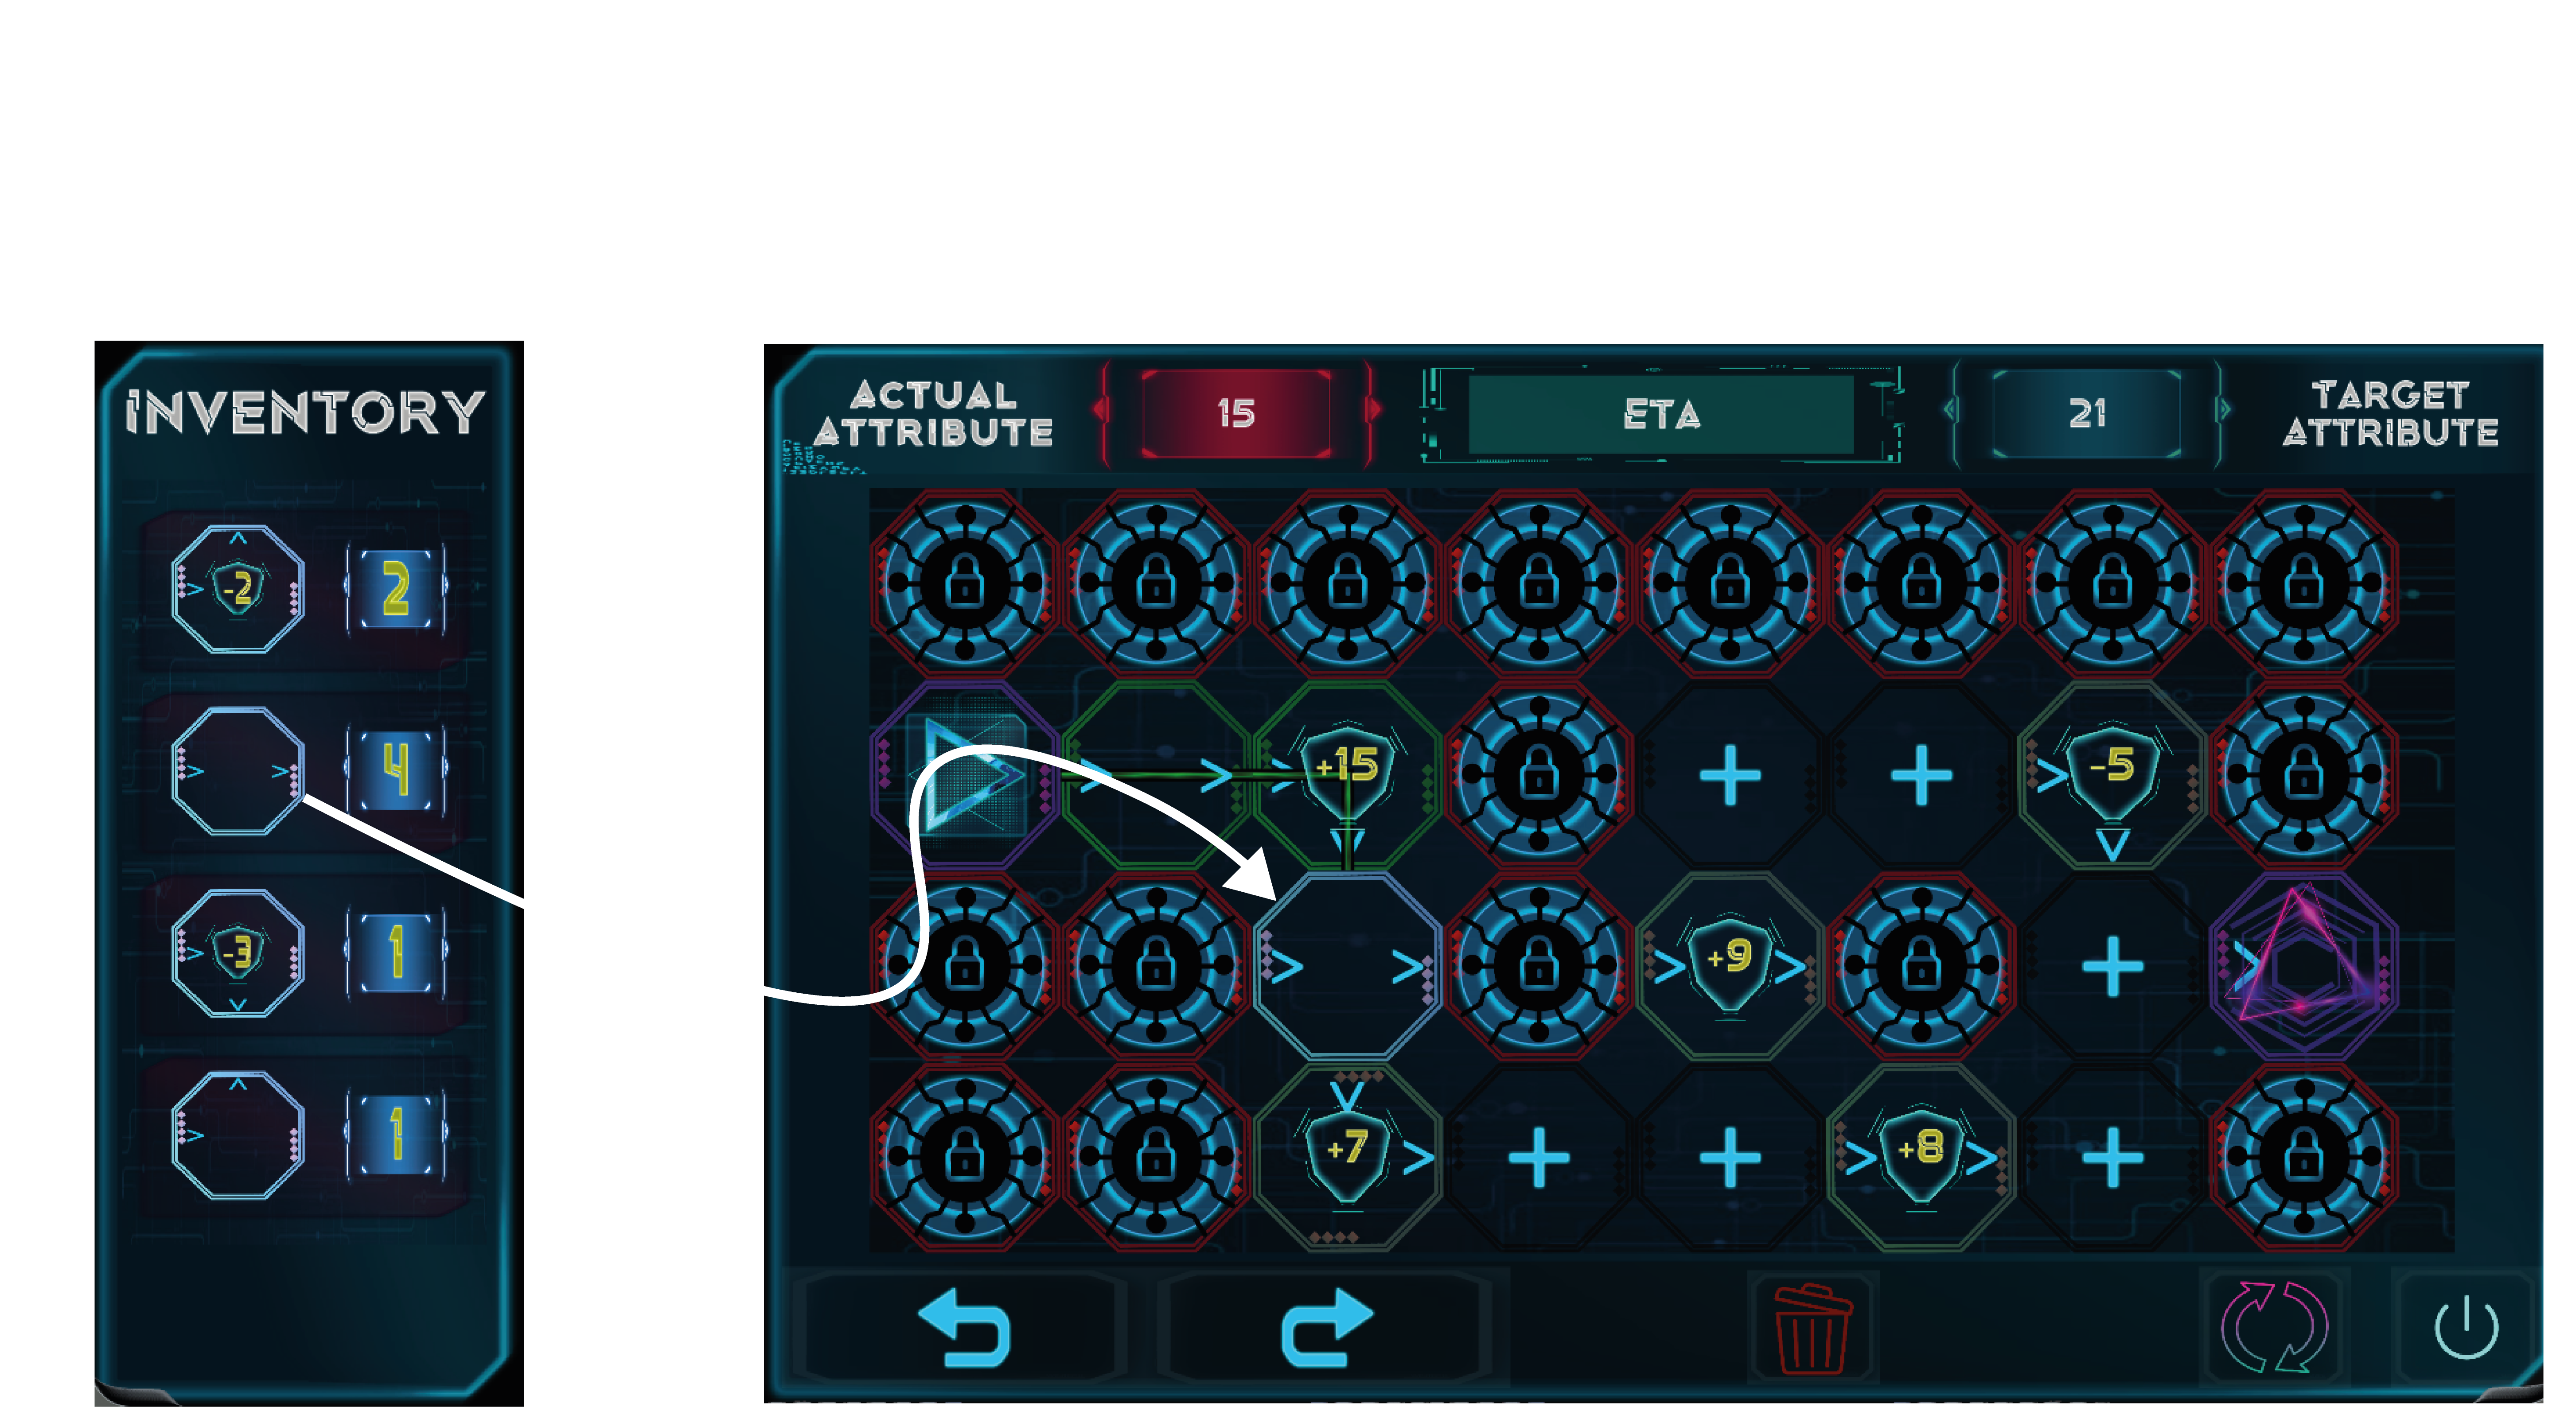 INVENTORY
-2 2
4
-3 1
1
ACTUAL
ATTRIBUTE
15
ETA
21
TARGET
ATTRIBUTE
+15
-5
+9
+7
+8